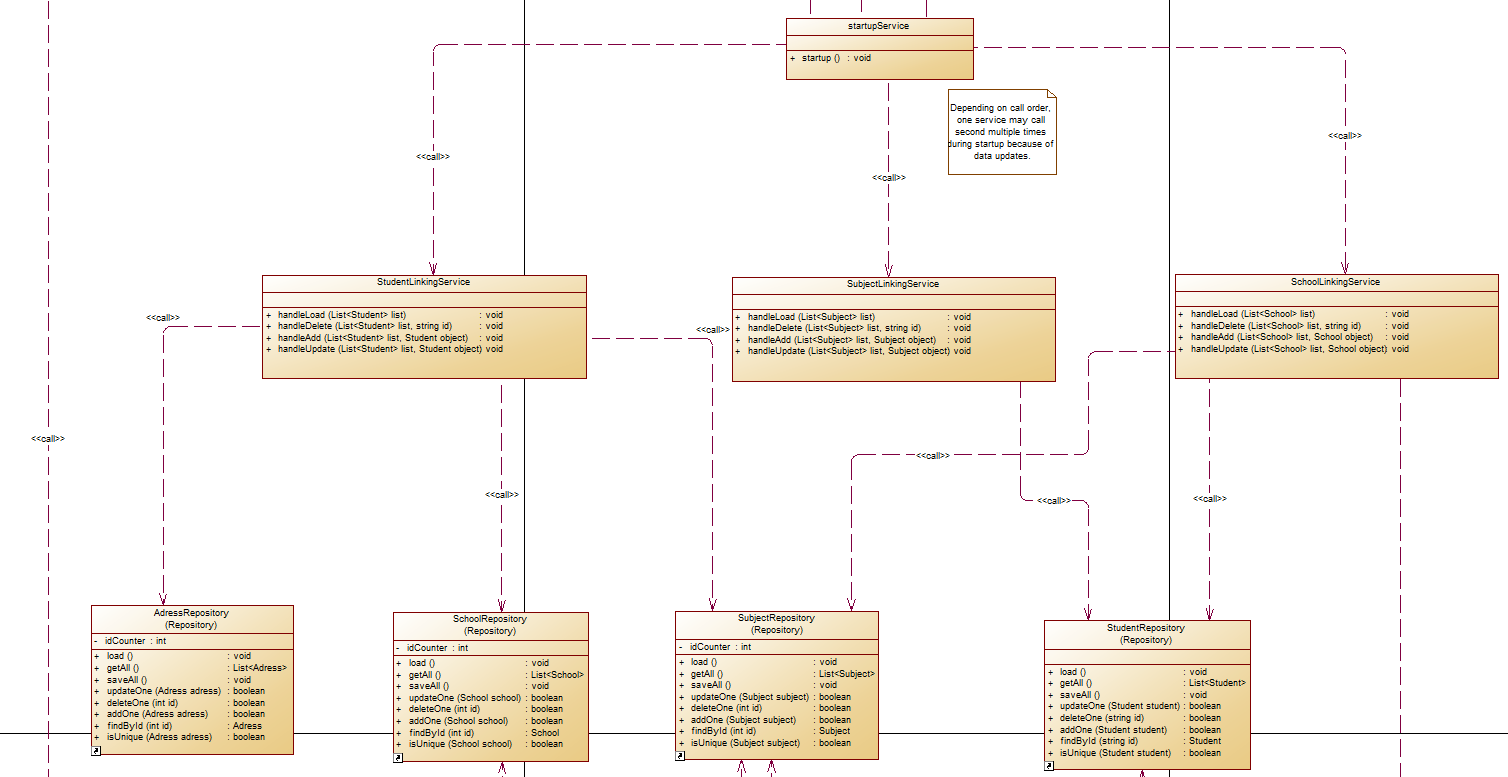 startupService
+ startup () : void
Depending on call order,
one service may call
second multiple times
during startup because of
data updates.
<<call>>
<<call>>
<<call>>
StudentLinkingService
+ handleLoad (List<Student> list) : void
+ handleDelete (List<Student> list, string id) : void
+ handleAdd (List<Student> list, Student object) : void
+ handleUpdate (List<Student> list, Student object) void
SubjectLinkingService
+ handleLoad (List<Subject> list) : void
+ handleDelete (List<Subject> list, string id) : void
+ handleAdd (List<Subject> list, Subject object) : void
+ handleUpdate (List<Subject> list, Subject object) void
SchoolLinkingService
+ handleLoad (List<School> list) : void
+ handleDelete (List<School> list, string id) : void
+ handleAdd (List<School> list, School object) : void
+ handleUpdate (List<School> list, School object) void
<<call>>
<<call>>
<<call>>
<<call>>
<<call>>
<<call>>
<<call>>
AdressRepository
(Repository)
- idCounter : int
+ load () : void
+ getAll () : List<Adress>
+ saveAll () : void
+ updateOne (Adress adress) : boolean
+ deleteOne (int id) : boolean
+ addOne (Adress adress) : boolean
+ findById (int id) : Adress
+ isUnique (Adress adress) : boolean
SchoolRepository
(Repository)
- idCounter : int
+ load () : void
+ getAll () : List<School>
+ saveAll () : void
+ updateOne (School school) : boolean
+ deleteOne (int id) : boolean
+ addOne (School school) : boolean
+ findById (int id) : School
+ isUnique (School school) : boolean
SubjectRepository
(Repository)
- idCounter : int
+ load () : void
+ getAll () : List<Subject>
+ saveAll () : void
+ updateOne (Subject subject) : boolean
+ deleteOne (int id) : boolean
+ addOne (Subject subject) : boolean
+ findById (int id) : Subject
+ isUnique (Subject subject) : boolean
StudentRepository
(Repository)
+ load () : void
+ getAll () : List<Student>
+ saveAll () : void
+ updateOne (Student student) : boolean
+ deleteOne (string id) : boolean
+ addOne (Student student) : boolean
+ findById (string id) : Student
+ isUnique (Student student) : boolean